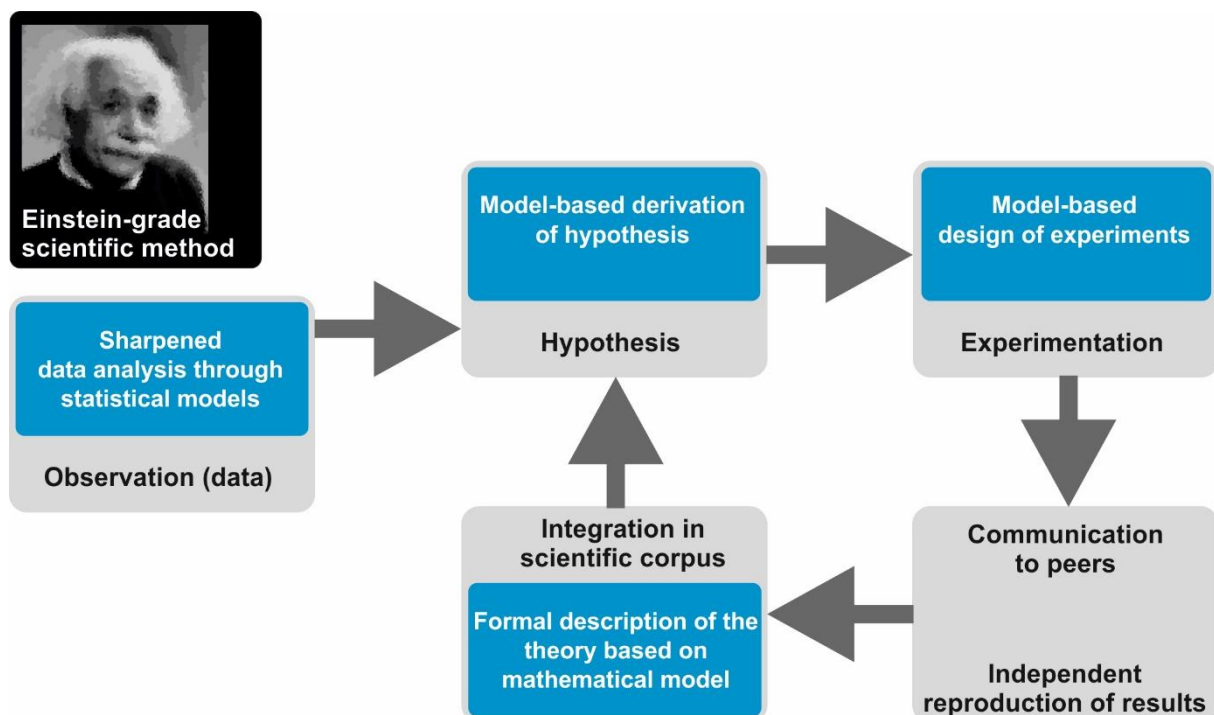 Einstein-grade
scientific method
Sharpened
data analysis through
statistical models
Observation (data)
Model-based derivation
of hypothesis
Hypothesis
Model-based
design of experiments
Experimentation
Integration in
scientific corpus
Formal description of the
theory based on
mathematical model
Communication
to peers
Independent
reproduction of results